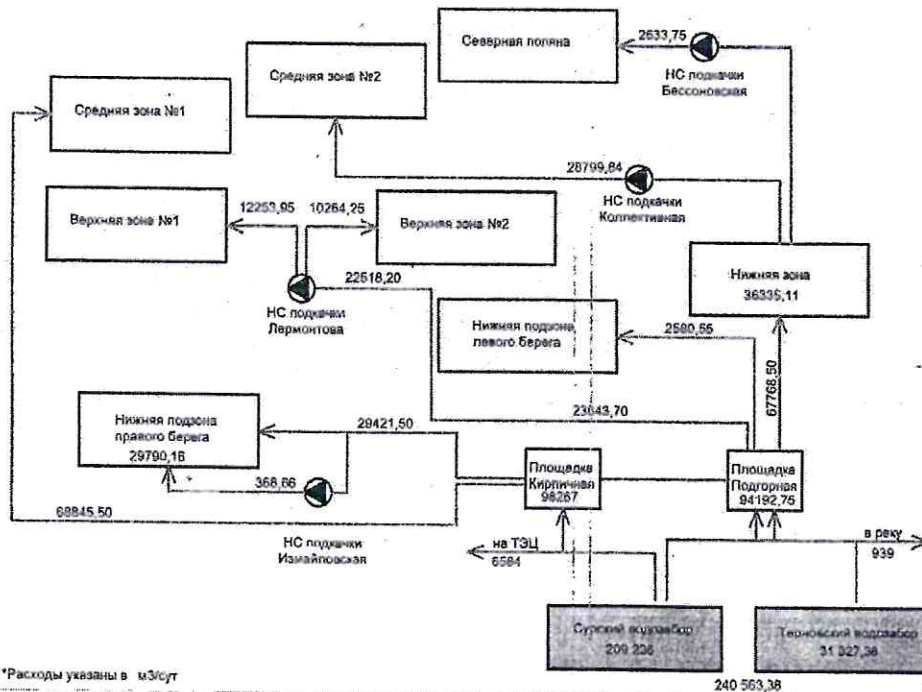 Северная поляна
2633,75
НС подкачки
Бессоновская
Средняя зона №2
Средняя зона №1
28799,84
НС подкачки
Коллективная
Верхняя зона №1
12253,95
10264,25
Верхняя зона №2
22518,20
НС подкачки
Лермонтова
Нижняя зона
36335,11
Нижняя подзона
левого берега
2580,55
67768,50
23843,70
Нижняя подзона
правого берега
29790,16
29421,50
368,66
НС подкачки
Измайловская
68845,50
Площадка
Кирпичная
98267
Площадка
Подгорная
94192,75
на ТЭЦ
6584
в реку
939
Сурский водозабор
209 236
Терновский водозабор
31 327,38
240 563,38
*Расходы указаны в м3/сут